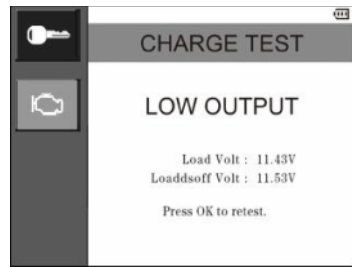 CHARGE TEST
LOW OUTPUT
Load Volt : 11.43V
Loaddsoff Volt : 11.53V
Press OK to retest.